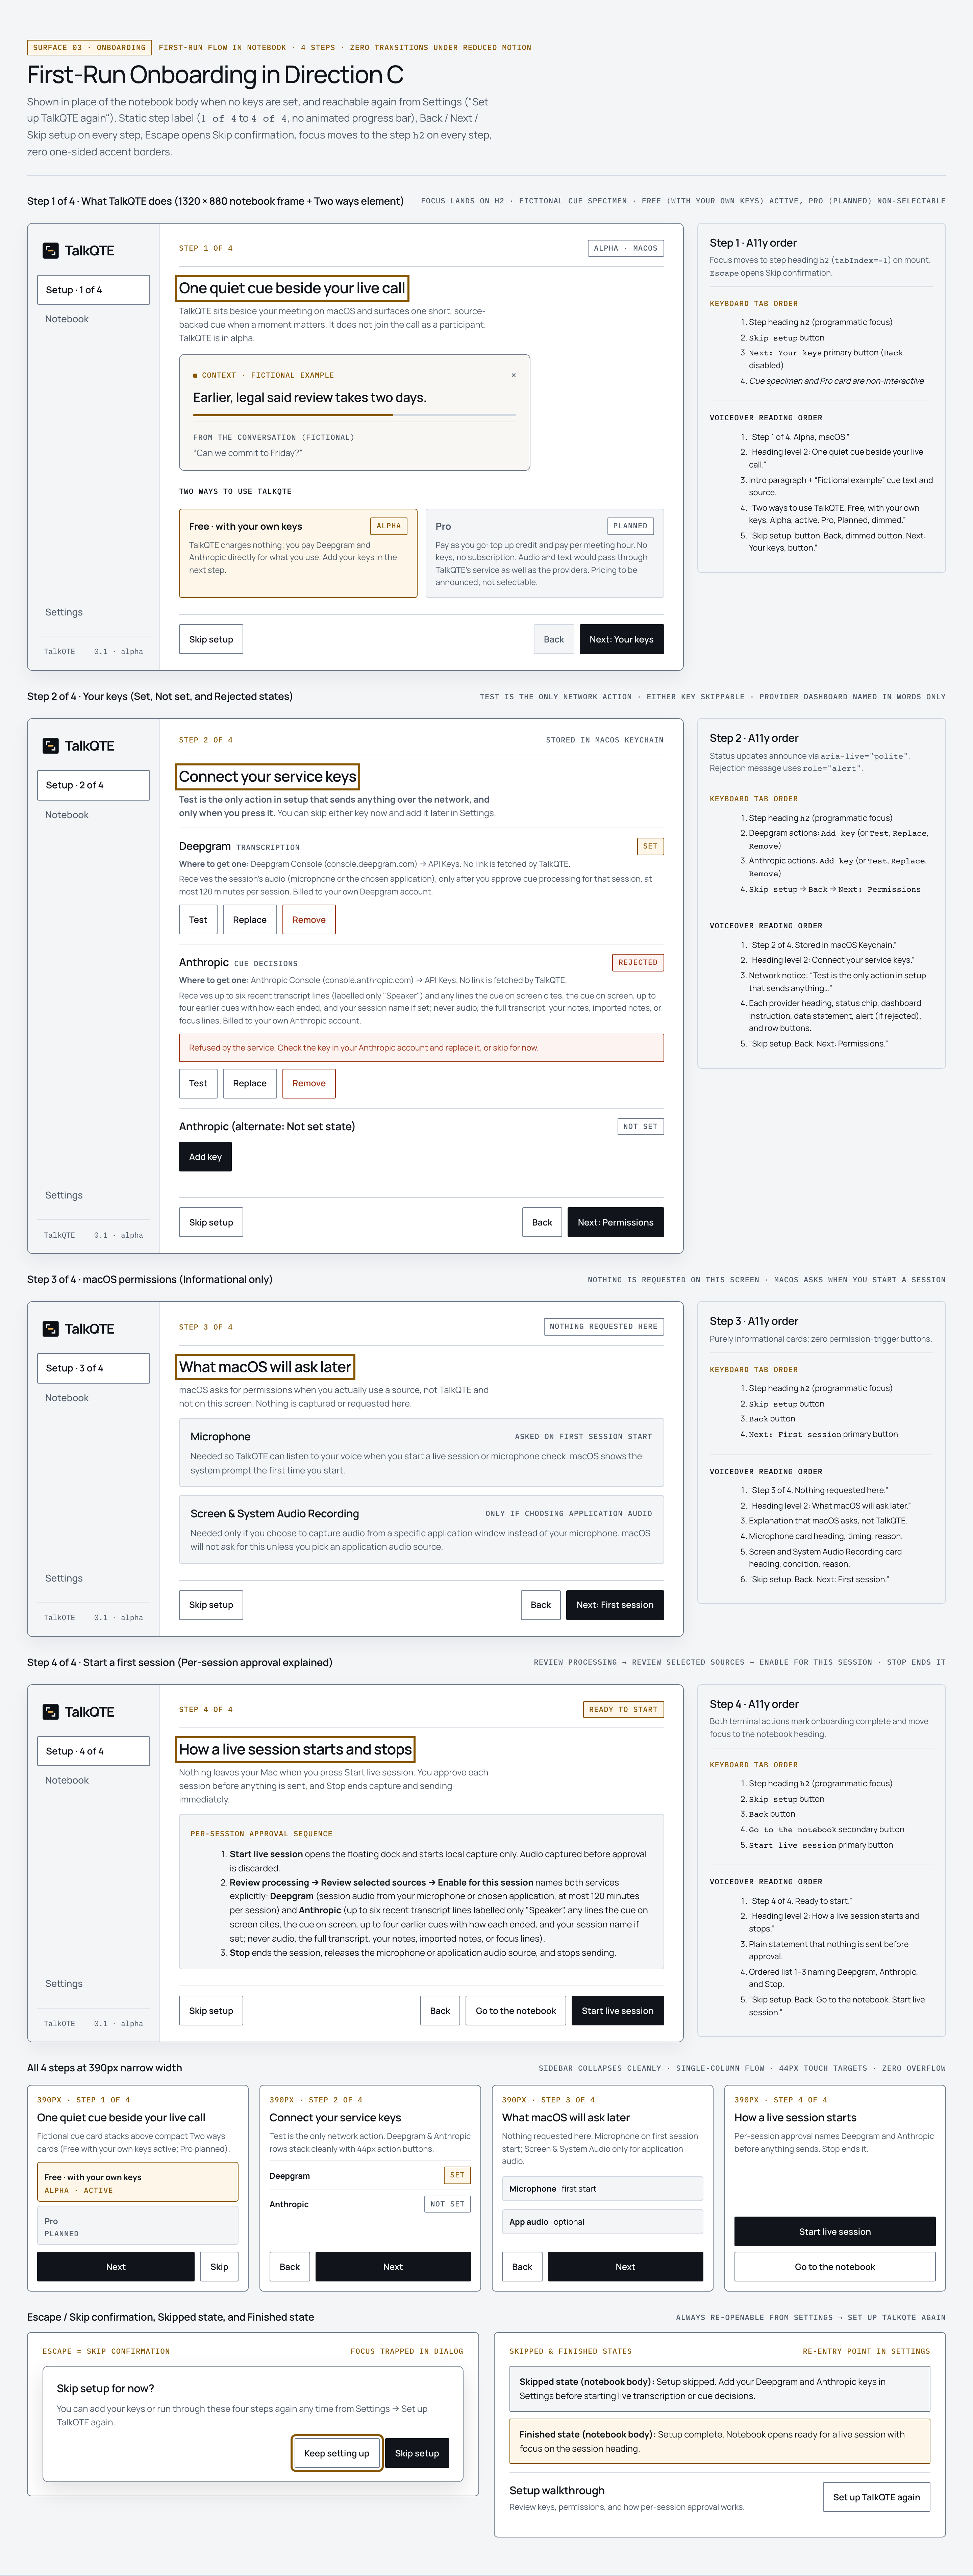 SURFACE 03 · ONBOARDING FIRST-RUN FLOW IN NOTEBOOK · 4 STEPS · ZERO TRANSITIONS UNDER REDUCED MOTION
First-Run Onboarding in Direction C
Shown in place of the notebook body when no keys are set, and reachable again from Settings ("Set
up TalkQTE again"). Static step label (1 of 4 to 4 of 4, no animated progress bar), Back / Next /
Skip setup on every step, Escape opens Skip confirmation, focus moves to the step h2 on every step,
zero one-sided accent borders.
Step 1 of 4 · What TalkQTE does (1320 × 880 notebook frame + Two ways element)
FOCUS LANDS ON H2 · FICTIONAL CUE SPECIMEN · FREE (WITH YOUR OWN KEYS) ACTIVE, PRO (PLANNED) NON-SELECTABLE
TalkQTE
Setup · 1 of 4
Notebook
Settings
TalkQTE 0.1 · alpha
STEP 1 OF 4
ALPHA · MACOS
One quiet cue beside your live call
TalkQTE sits beside your meeting on macOS and surfaces one short, source-
backed cue when a moment matters. It does not join the call as a participant.
TalkQTE is in alpha.
CONTEXT · FICTIONAL EXAMPLE ×
Earlier, legal said review takes two days.
FROM THE CONVERSATION (FICTIONAL)
"Can we commit to Friday?"
TWO WAYS TO USE TALKQTE
Free · with your own keys ALPHA
TalkQTE charges nothing; you pay Deepgram and
Anthropic directly for what you use. Add your keys in the
next step.
Pro PLANNED
Pay as you go: top up credit and pay per meeting hour. No
keys, no subscription. Audio and text would pass through
TalkQTE's service as well as the providers. Pricing to be
announced; not selectable.
Skip setup
Back
Next: Your keys
Step 1 · A11y order
Focus moves to step heading h2 (tabIndex=-1) on mount.
Escape opens Skip confirmation.
KEYBOARD TAB ORDER
1. Step heading h2 (programmatic focus)
2. Skip setup button
3. Next: Your keys primary button (Back
disabled)
4. Cue specimen and Pro card are non-interactive
VOICEOVER READING ORDER
1. "Step 1 of 4. Alpha, macOS."
2. "Heading level 2: One quiet cue beside your live
call."
3. Intro paragraph + "Fictional example" cue text and
source.
4. "Two ways to use TalkQTE. Free, with your own
keys, Alpha, active. Pro, Planned, dimmed."
5. "Skip setup, button. Back, dimmed button. Next:
Your keys, button."
Step 2 of 4 · Your keys (Set, Not set, and Rejected states)
TEST IS THE ONLY NETWORK ACTION · EITHER KEY SKIPPABLE · PROVIDER DASHBOARD NAMED IN WORDS ONLY
TalkQTE
Setup · 2 of 4
Notebook
Settings
TalkQTE 0.1 · alpha
STEP 2 OF 4
STORED IN MACOS KEYCHAIN
Connect your service keys
Test is the only action in setup that sends anything over the network, and
only when you press it. You can skip either key now and add it later in Settings.
Deepgram TRANSCRIPTION SET
Where to get one: Deepgram Console (console.deepgram.com) → API Keys. No link is fetched by TalkQTE.
Receives the session's audio (microphone or the chosen application), only after you approve cue processing for that session, at
most 120 minutes per session. Billed to your own Deepgram account.
Test Replace Remove
Anthropic CUE DECISIONS REJECTED
Where to get one: Anthropic Console (console.anthropic.com) → API Keys. No link is fetched by TalkQTE.
Receives up to six recent transcript lines (labelled only "Speaker") and any lines the cue on screen cites, the cue on screen, up to
four earlier cues with how each ended, and your session name if set; never audio, the full transcript, your notes, imported notes, or
focus lines. Billed to your own Anthropic account.
Refused by the service. Check the key in your Anthropic account and replace it, or skip for now.
Test Replace Remove
Anthropic (alternate: Not set state) NOT SET
Add key
Skip setup
Back
Next: Permissions
Step 2 · A11y order
Status updates announce via aria-live="polite".
Rejection message uses role="alert".
KEYBOARD TAB ORDER
1. Step heading h2 (programmatic focus)
2. Deepgram actions: Add key (or Test, Replace,
Remove)
3. Anthropic actions: Add key (or Test, Replace,
Remove)
4. Skip setup → Back → Next: Permissions
VOICEOVER READING ORDER
1. "Step 2 of 4. Stored in macOS Keychain."
2. "Heading level 2: Connect your service keys."
3. Network notice: "Test is the only action in setup
that sends anything…"
4. Each provider heading, status chip, dashboard
instruction, data statement, alert (if rejected),
and row buttons.
5. "Skip setup. Back. Next: Permissions."
Step 3 of 4 · macOS permissions (Informational only)
NOTHING IS REQUESTED ON THIS SCREEN · MACOS ASKS WHEN YOU START A SESSION
TalkQTE
Setup · 3 of 4
Notebook
Settings
TalkQTE 0.1 · alpha
STEP 3 OF 4
NOTHING REQUESTED HERE
What macOS will ask later
macOS asks for permissions when you actually use a source, not TalkQTE and
not on this screen. Nothing is captured or requested here.
Microphone ASKED ON FIRST SESSION START
Needed so TalkQTE can listen to your voice when you start a live session or microphone check. macOS shows the
system prompt the first time you start.
Screen & System Audio Recording ONLY IF CHOOSING APPLICATION AUDIO
Needed only if you choose to capture audio from a specific application window instead of your microphone. macOS
will not ask for this unless you pick an application audio source.
Skip setup
Back
Next: First session
Step 3 · A11y order
Purely informational cards; zero permission-trigger buttons.
KEYBOARD TAB ORDER
1. Step heading h2 (programmatic focus)
2. Skip setup button
3. Back button
4. Next: First session primary button
VOICEOVER READING ORDER
1. "Step 3 of 4. Nothing requested here."
2. "Heading level 2: What macOS will ask later."
3. Explanation that macOS asks, not TalkQTE.
4. Microphone card heading, timing, reason.
5. Screen and System Audio Recording card
heading, condition, reason.
6. "Skip setup. Back. Next: First session."
Step 4 of 4 · Start a first session (Per-session approval explained)
REVIEW PROCESSING → REVIEW SELECTED SOURCES → ENABLE FOR THIS SESSION · STOP ENDS IT
TalkQTE
Setup · 4 of 4
Notebook
Settings
TalkQTE 0.1 · alpha
STEP 4 OF 4
READY TO START
How a live session starts and stops
Nothing leaves your Mac when you press Start live session. You approve each
session before anything is sent, and Stop ends capture and sending
immediately.
PER-SESSION APPROVAL SEQUENCE
1. Start live session opens the floating dock and starts local capture only. Audio captured before approval
is discarded.
2. Review processing → Review selected sources → Enable for this session names both services
explicitly: Deepgram (session audio from your microphone or chosen application, at most 120 minutes
per session) and Anthropic (up to six recent transcript lines labelled only "Speaker", any lines the cue on
screen cites, the cue on screen, up to four earlier cues with how each ended, and your session name if
set; never audio, the full transcript, your notes, imported notes, or focus lines).
3. Stop ends the session, releases the microphone or application audio source, and stops sending.
Skip setup
Back
Go to the notebook
Start live session
Step 4 · A11y order
Both terminal actions mark onboarding complete and move
focus to the notebook heading.
KEYBOARD TAB ORDER
1. Step heading h2 (programmatic focus)
2. Skip setup button
3. Back button
4. Go to the notebook secondary button
5. Start live session primary button
VOICEOVER READING ORDER
1. "Step 4 of 4. Ready to start."
2. "Heading level 2: How a live session starts and
stops."
3. Plain statement that nothing is sent before
approval.
4. Ordered list 1–3 naming Deepgram, Anthropic,
and Stop.
5. "Skip setup. Back. Go to the notebook. Start live
session."
All 4 steps at 390px narrow width
SIDEBAR COLLAPSES CLEANLY · SINGLE-COLUMN FLOW · 44PX TOUCH TARGETS · ZERO OVERFLOW
390PX · STEP 1 OF 4
One quiet cue beside your live call
Fictional cue card stacks above compact Two ways
cards (Free with your own keys active; Pro planned).
Free · with your own keys
ALPHA · ACTIVE
Pro
PLANNED
Next
Skip
390PX · STEP 2 OF 4
Connect your service keys
Test is the only network action. Deepgram & Anthropic
rows stack cleanly with 44px action buttons.
Deepgram SET
Anthropic NOT SET
Back
Next
390PX · STEP 3 OF 4
What macOS will ask later
Nothing requested here. Microphone on first session
start; Screen & System Audio only for application
audio.
Microphone · first start
App audio · optional
Back
Next
390PX · STEP 4 OF 4
How a live session starts
Per-session approval names Deepgram and Anthropic
before anything sends. Stop ends it.
Start live session
Go to the notebook
Escape / Skip confirmation, Skipped state, and Finished state
ALWAYS RE-OPENABLE FROM SETTINGS → SET UP TALKQTE AGAIN
ESCAPE = SKIP CONFIRMATION
FOCUS TRAPPED IN DIALOG
Skip setup for now?
You can add your keys or run through these four steps again any time from Settings → Set up
TalkQTE again.
Keep setting up
Skip setup
SKIPPED & FINISHED STATES
RE-ENTRY POINT IN SETTINGS
Skipped state (notebook body): Setup skipped. Add your Deepgram and Anthropic keys in
Settings before starting live transcription or cue decisions.
Finished state (notebook body): Setup complete. Notebook opens ready for a live session with
focus on the session heading.
Setup walkthrough
Review keys, permissions, and how per-session approval works.
Set up TalkQTE again